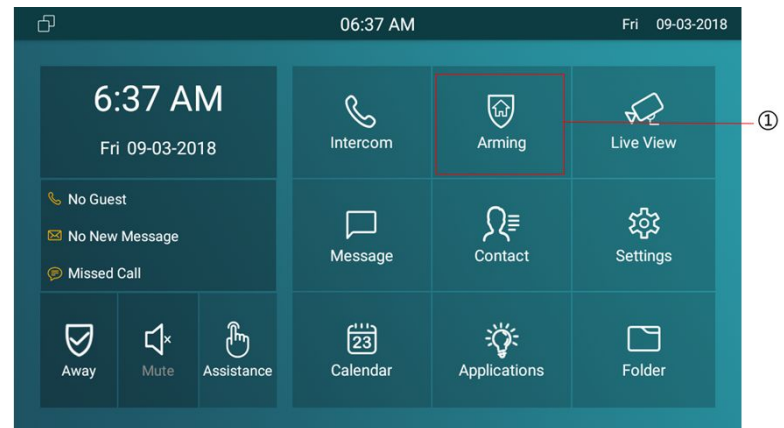 06:37 AM
Fri 09-03-2018
6:37 AM
Fri 09-03-2018
No Guest
No New Message
Missed Call
Away
Mute
Assistance
Intercom
Arming
Live View
①
Message
Contact
Settings
23
Calendar
Applications
Folder